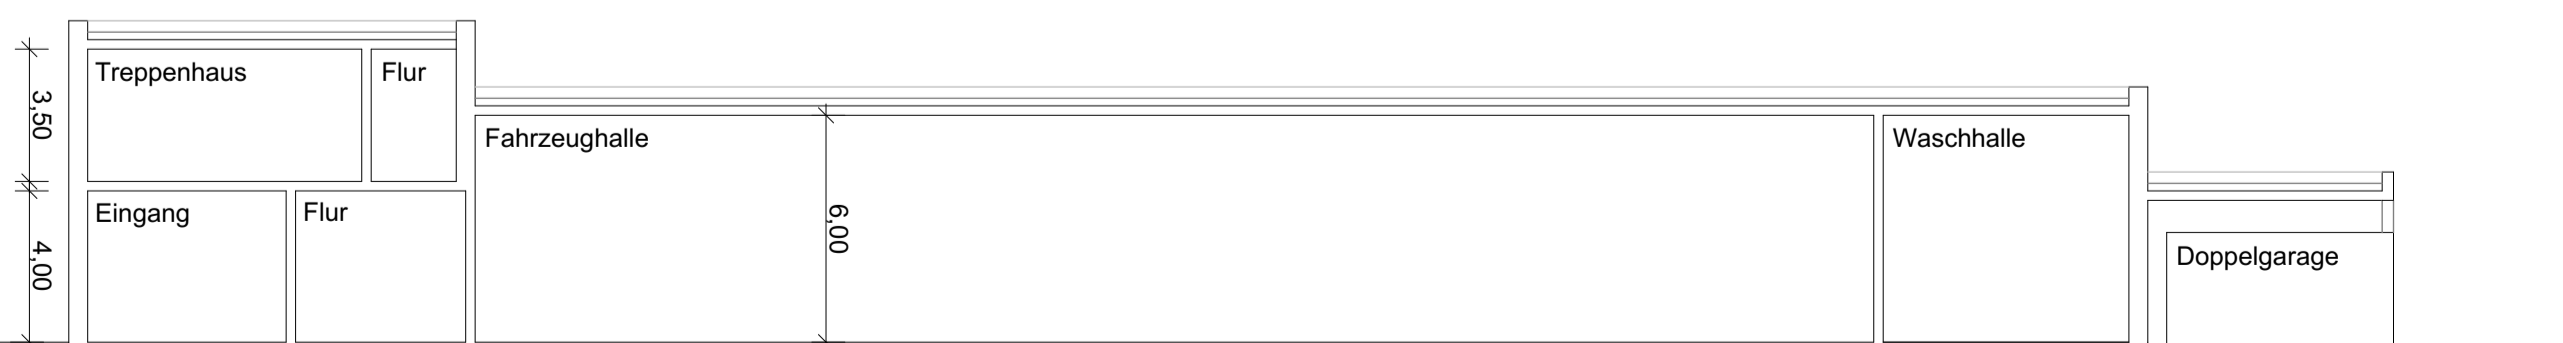 Treppenhaus
Flur
3,50
Fahrzeughalle
Waschhalle
Eingang
Flur
4,00
6,00
Doppelgarage